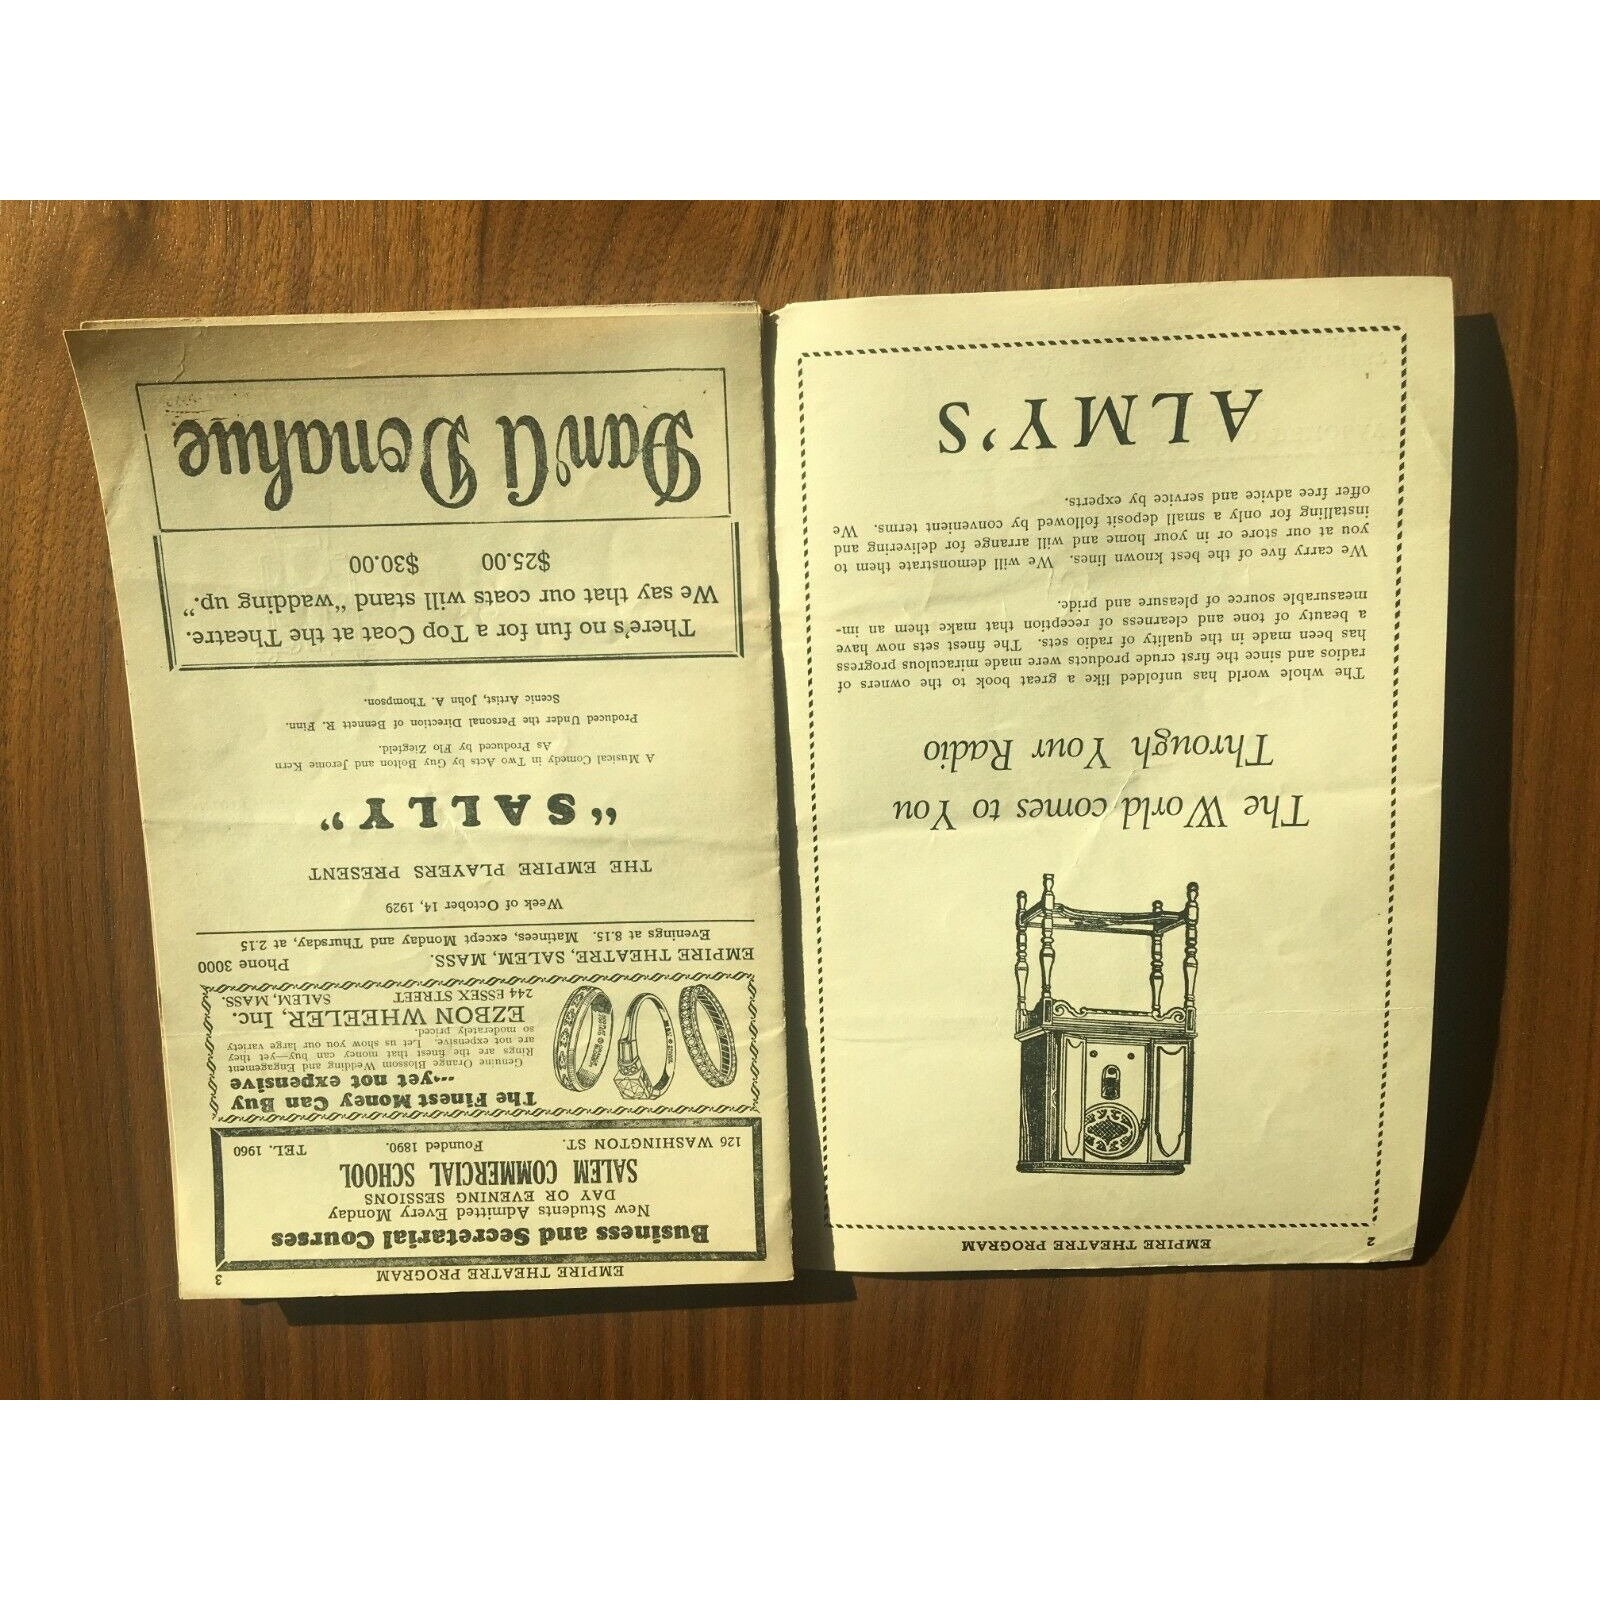 2
EMPIRE THEATRE PROGRAM
The World comes to You
Through Your Radio
The whole world has unfolded like a great book to the owners of
radios and since the first crude products were made miraculous progress
has been made in the quality of radio sets. The finest sets now have
a beauty of tone and clearness of reception that make them an im-
measurable source of pleasure and pride.
We carry five of the best known lines. We will demonstrate them to
you at our store or in your home and will arrange for delivering and
installing for only a small deposit followed by convenient terms. We
offer free advice and service by experts.
ALMY'S
EMPIRE THEATRE PROGRAM
3
Business and Secretarial Courses
New Students Admitted Every Monday
DAY OR EVENING SESSIONS
SALEM COMMERCIAL SCHOOL
126 WASHINGTON ST. Founded 1890. TEL. 1960
The Finest Money Can Buy
...yet not expensive
Genuine Orange Blossom Wedding and Engagement
Rings are the finest that money can buy—yet they
are not expensive. Let us show you our large variety
so moderately priced.
EZBON WHEELER, Inc.
244 ESSEX STREET SALEM, MASS.
EMPIRE THEATRE, SALEM, MASS. Phone 3000
Evenings at 8.15. Matinees, except Monday and Thursday, at 2.15
Week of October 14, 1929
THE EMPIRE PLAYERS PRESENT
“SALLY”
A Musical Comedy in Two Acts by Guy Bolton and Jerome Kern
As Produced by Flo Ziegfeld.
Produced Under the Personal Direction of Bennett R. Finn.
Scenic Artist, John A. Thompson.
There's no fun for a Top Coat at the Theatre.
We say that our coats will stand “wadding up.”
$25.00 $30.00
Dan'l A Donahue